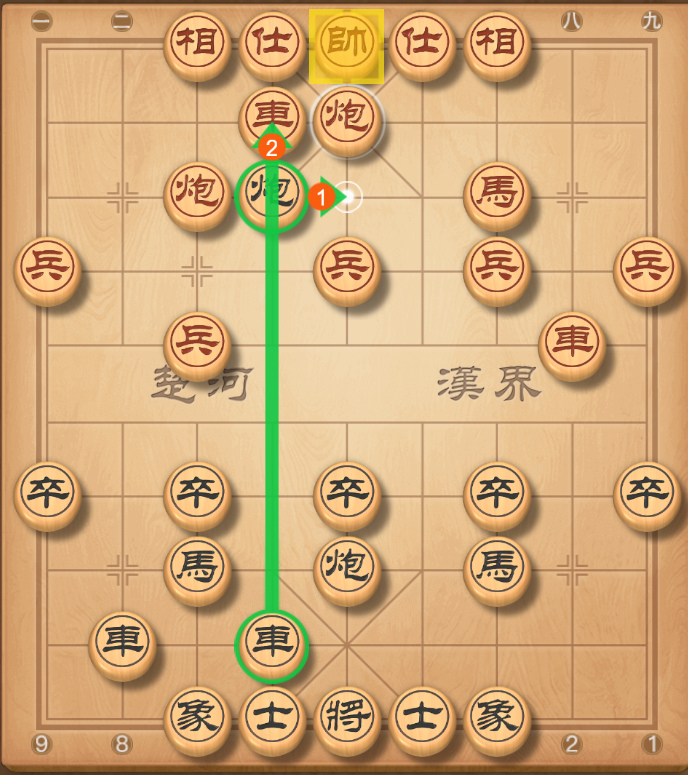 一 二 相 仕 帥 仕 相 八 九
車 炮
2
炮 炮 1 馬
兵 兵 兵 兵
兵 車
楚河 漢界
卒 卒 卒 卒 卒
馬 炮 馬
車 車
象 士 將 士 象
9 8 2 1